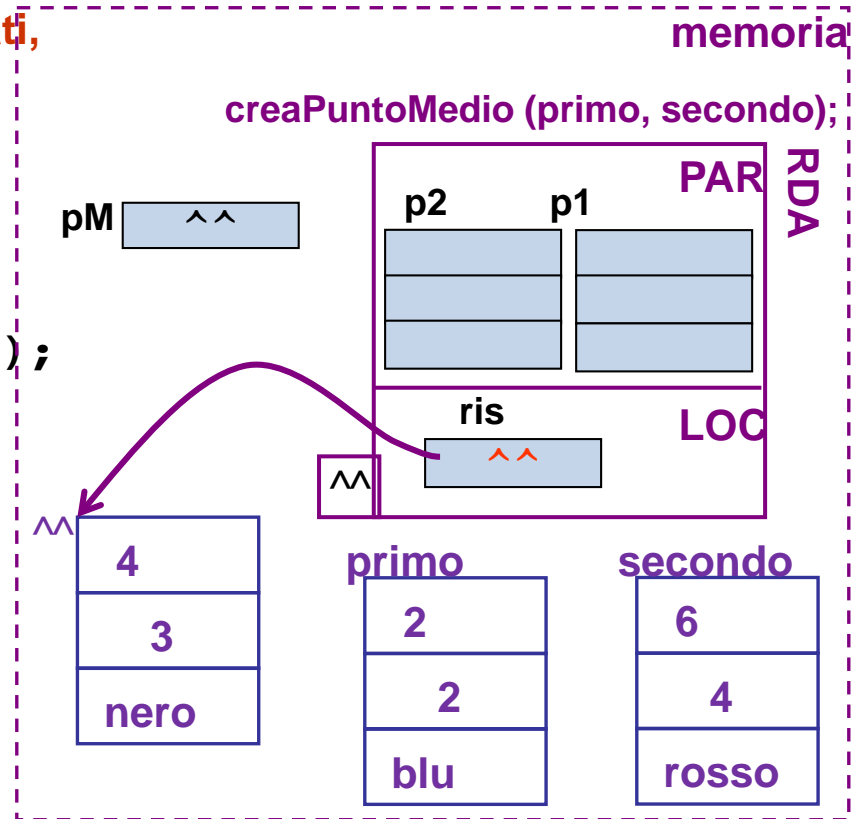 ti,
memoria
creaPuntoMedio (primo, secondo);
RDA
PAR
p2 p1
pM ^^
);
ris
LOC
^^
^^
^^
4
3
nero
primo
2
2
blu
secondo
6
4
rosso